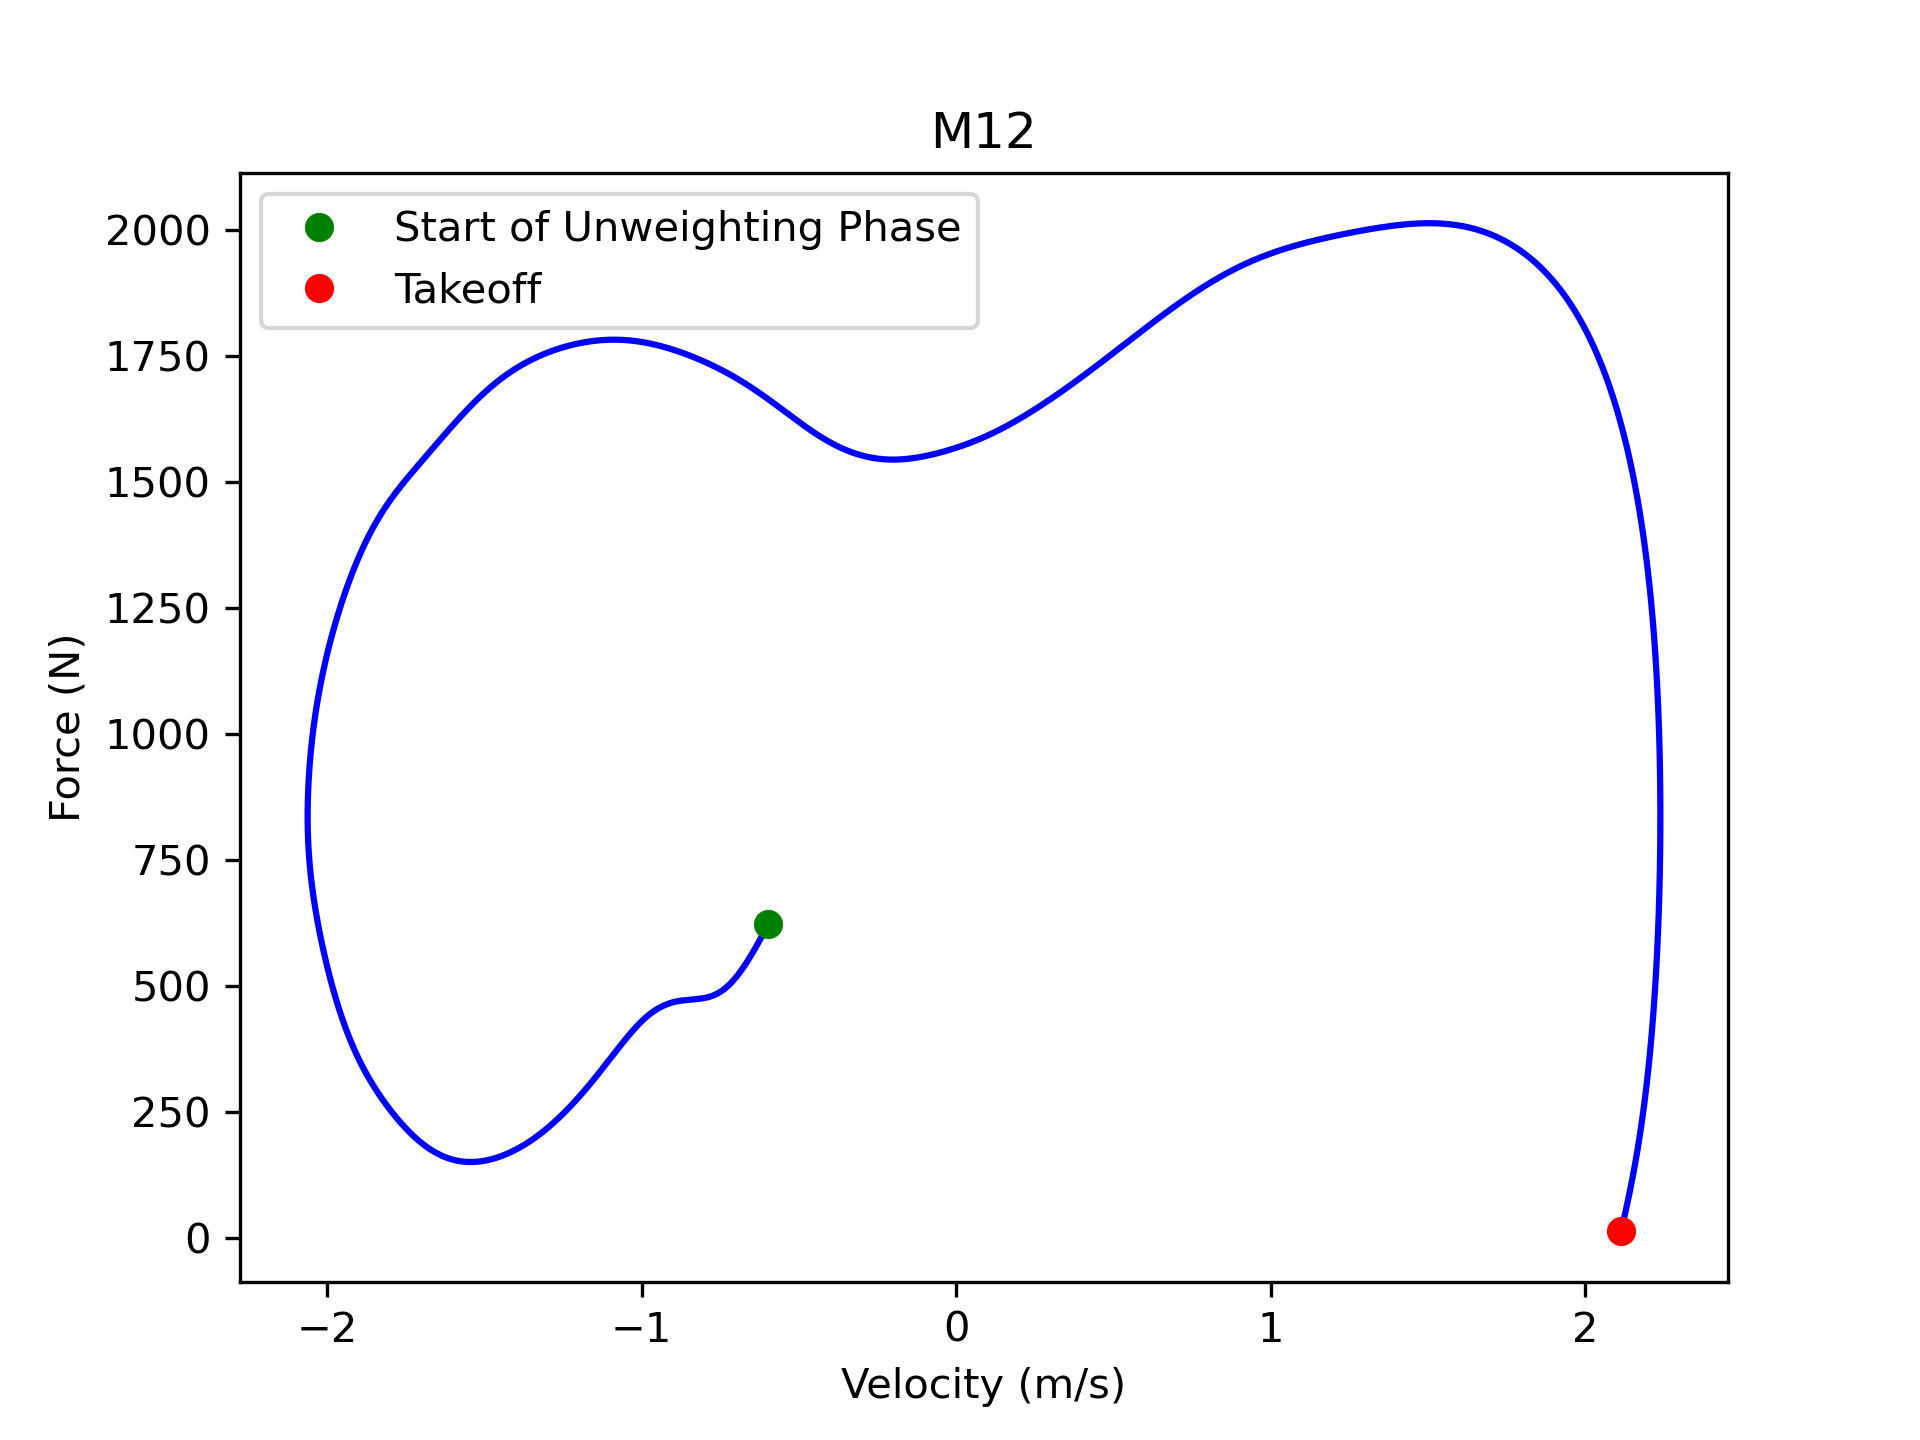 M12
Start of Unweighting Phase
Takeoff
2000
1750
1500
1250
1000
750
500
250
0
Force (N)
−2 −1 0 1 2
Velocity (m/s)